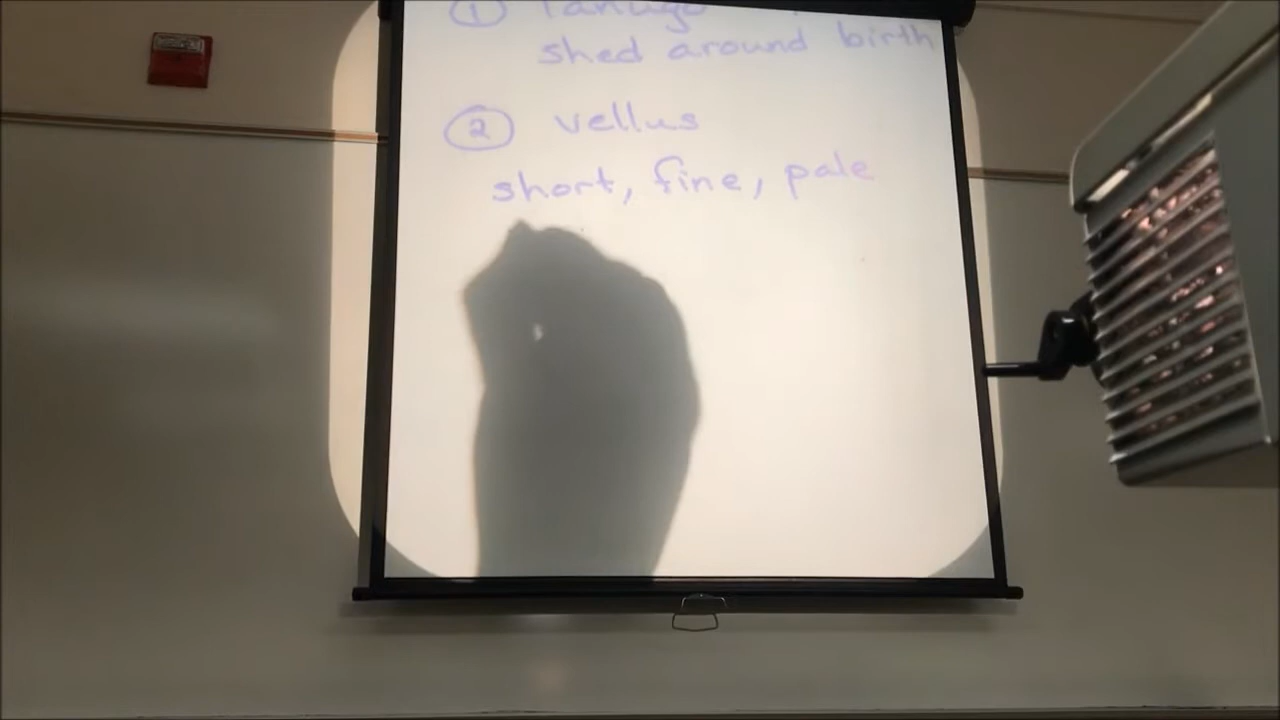 ① lanugo
shed around birth
② vellus
short, fine, pale